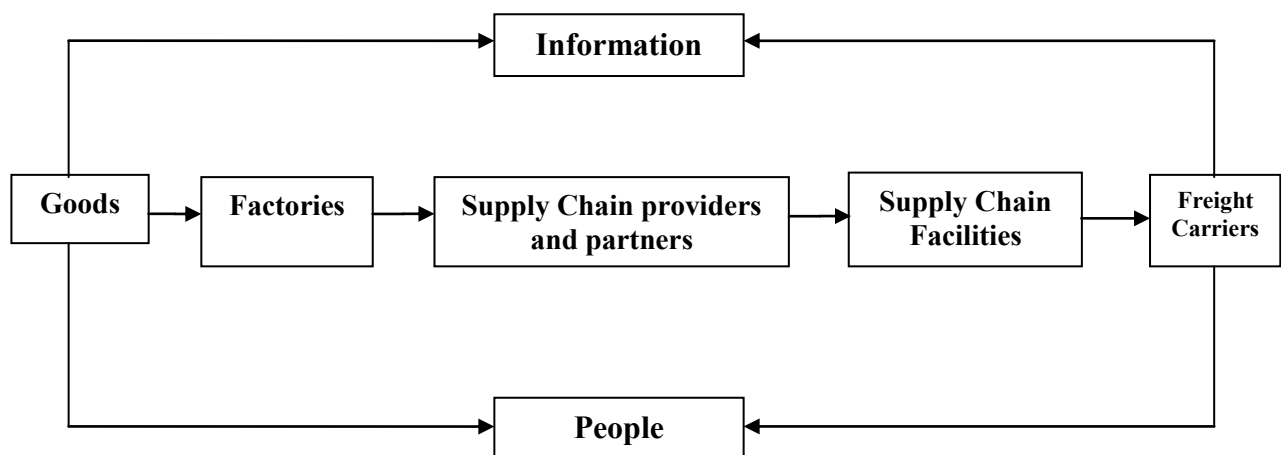 Information
Goods
Factories
Supply Chain providers
and partners
Supply Chain
Facilities
Freight
Carriers
People